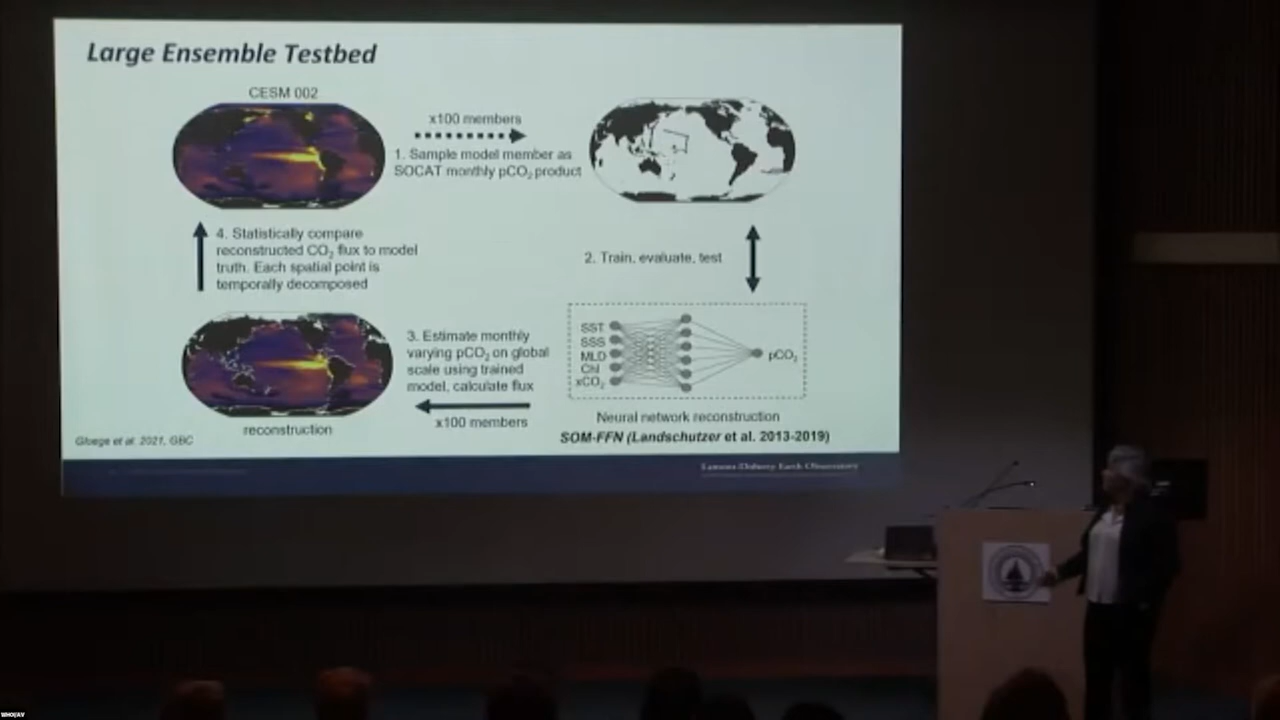 Large Ensemble Testbed
CESM 002
x100 members
1. Sample model member as
SOCAT monthly pCO₂ product
4. Statistically compare
reconstructed CO₂ flux to model
truth. Each spatial point is
temporally decomposed
2. Train, evaluate, test
3. Estimate monthly
varying pCO₂ on global
scale using trained
model, calculate flux
x100 members
SST
SSS
MLD
Chl
xCO₂
pCO₂
Neural network reconstruction
SOM-FFN (Landschutzer et al. 2013-2019)
reconstruction
Gloege et al. 2021, GBC
Lamont-Doherty Earth Observatory
WHOI/AV